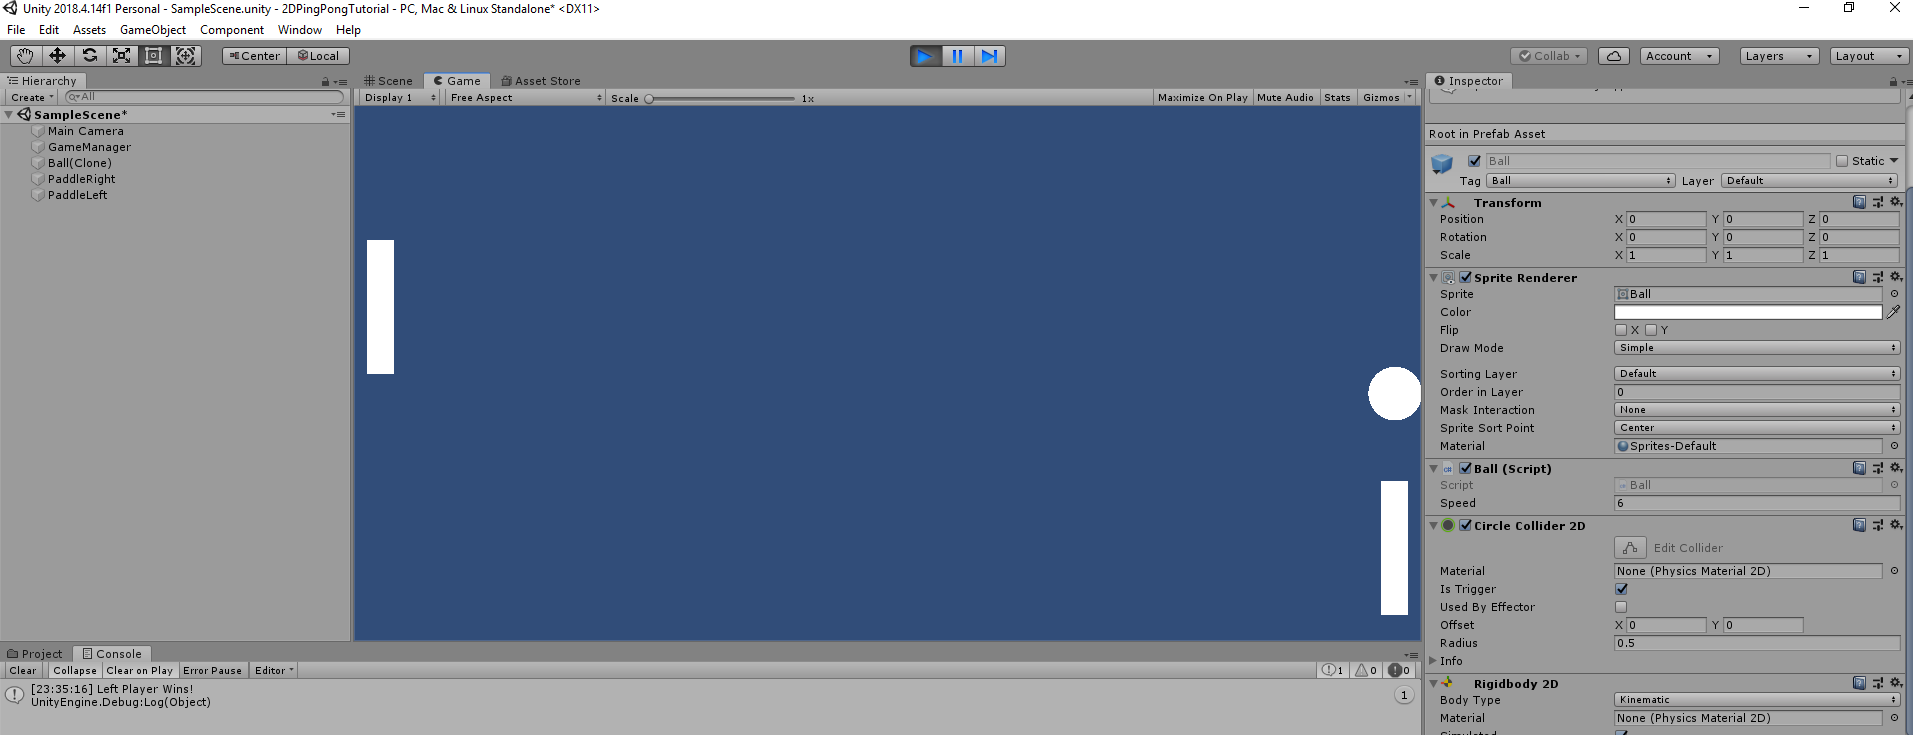 Unity 2018.4.14f1 Personal - SampleScene.unity - 2DPingPongTutorial - PC, Mac & Linux Standalone* <DX11>
File Edit Assets GameObject Component Window Help
Center Local Collab Account Layers Layout
Hierarchy
Create All
SampleScene*
Main Camera
GameManager
Ball(Clone)
PaddleRight
PaddleLeft
Scene Game Asset Store
Display 1 Free Aspect Scale 1x Maximize On Play Mute Audio Stats Gizmos
Inspector
Root in Prefab Asset
Ball Static
Tag Ball Layer Default
Transform
Position X 0 Y 0 Z 0
Rotation X 0 Y 0 Z 0
Scale X 1 Y 1 Z 1
Sprite Renderer
Sprite Ball
Color
Flip X Y
Draw Mode Simple
Sorting Layer Default
Order in Layer 0
Mask Interaction None
Sprite Sort Point Center
Material Sprites-Default
Ball (Script)
Script Ball
Speed 6
Circle Collider 2D
Edit Collider
Material None (Physics Material 2D)
Is Trigger
Used By Effector
Offset X 0 Y 0
Radius 0.5
Info
Rigidbody 2D
Body Type Kinematic
Material None (Physics Material 2D)
Project Console
Clear Collapse Clear on Play Error Pause Editor 1 0 0
[23:35:16] Left Player Wins! 1
UnityEngine.Debug:Log(Object)